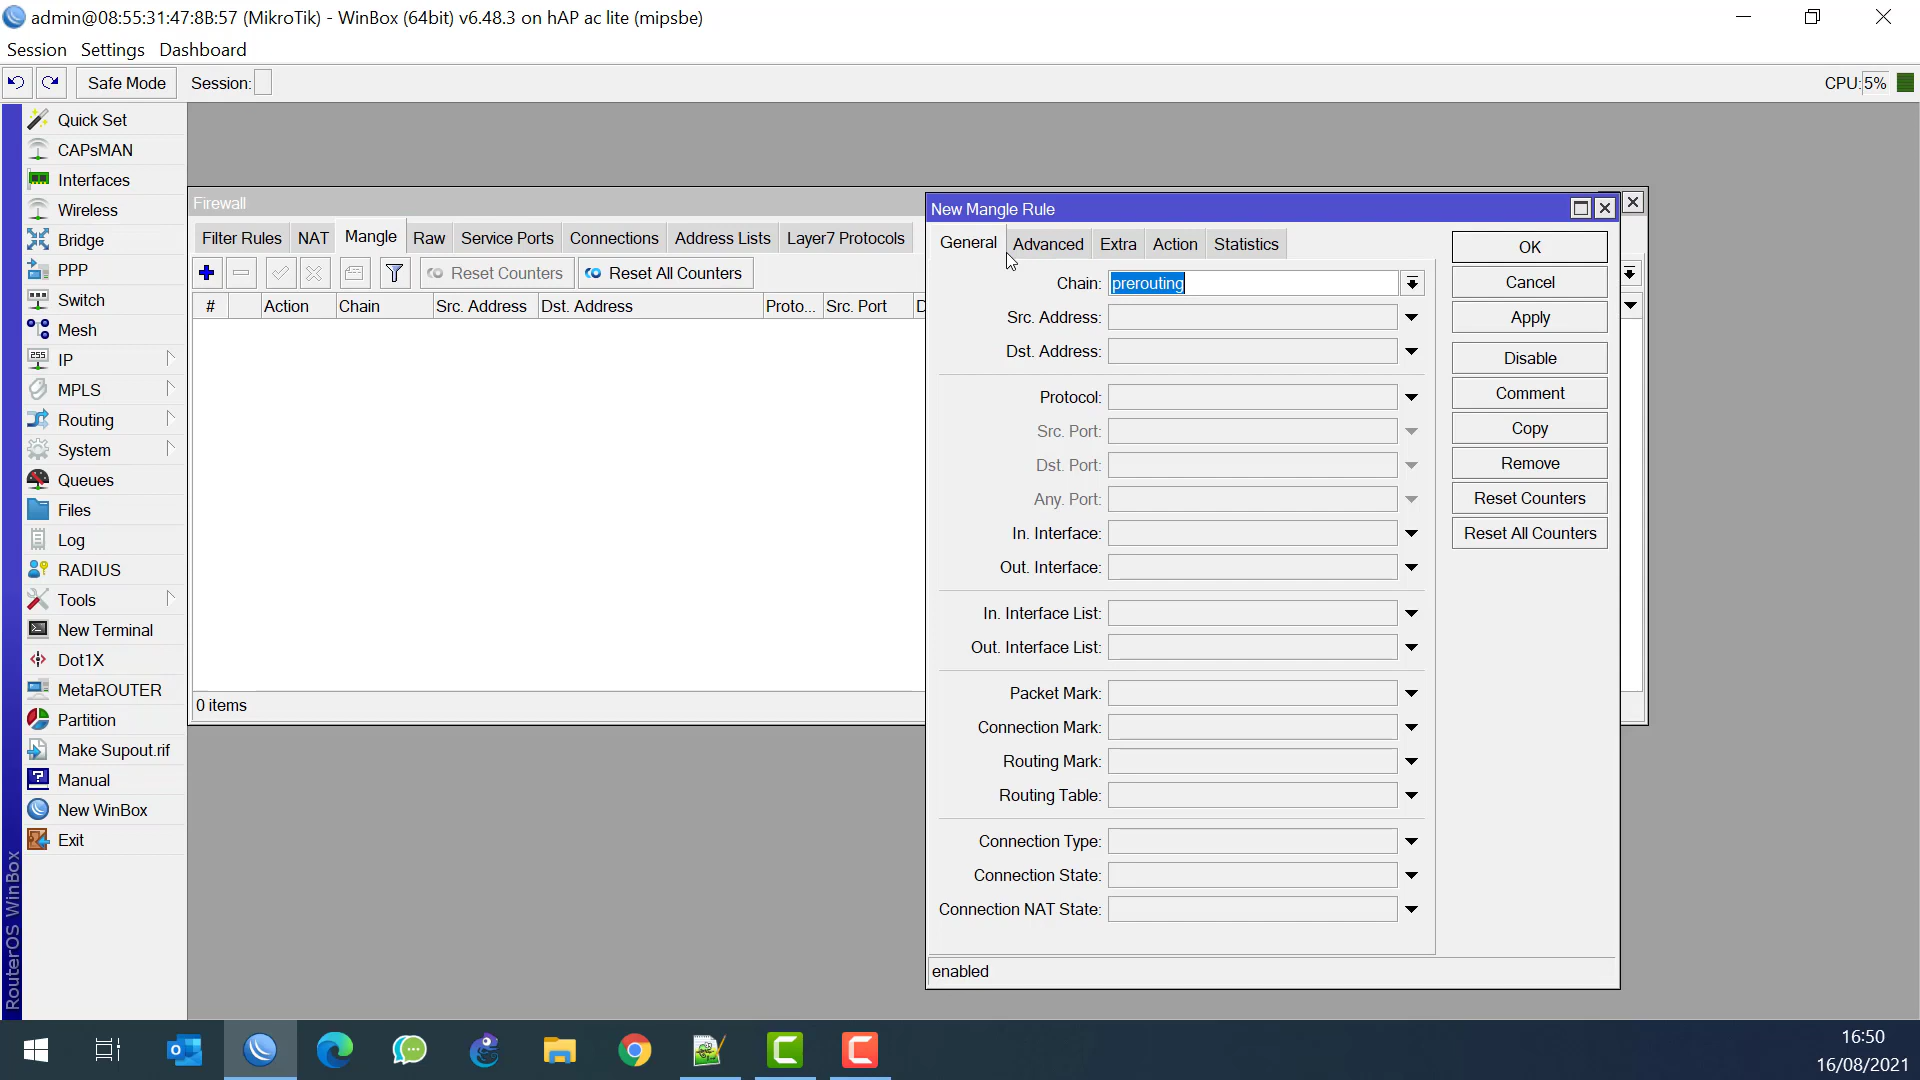 admin@08:55:31:47:8B:57 (MikroTik) - WinBox (64bit) v6.48.3 on hAP ac lite (mipsbe)
Session Settings Dashboard
Safe Mode Session: CPU: 5%
Quick Set
CAPsMAN
Interfaces
Wireless
Bridge
PPP
Switch
Mesh
255 IP
MPLS
Routing
System
Queues
Files
Log
RADIUS
Tools
New Terminal
Dot1X
MetaROUTER
Partition
Make Supout.rif
Manual
New WinBox
Exit
RouterOS WinBox
Firewall
Filter Rules NAT Mangle Raw Service Ports Connections Address Lists Layer7 Protocols
Reset Counters Reset All Counters
# Action Chain Src. Address Dst. Address Proto... Src. Port D
0 items
New Mangle Rule
General Advanced Extra Action Statistics
Chain: prerouting
Src. Address:
Dst. Address:
Protocol:
Src. Port:
Dst. Port:
Any. Port:
In. Interface:
Out. Interface:
In. Interface List:
Out. Interface List:
Packet Mark:
Connection Mark:
Routing Mark:
Routing Table:
Connection Type:
Connection State:
Connection NAT State:
OK
Cancel
Apply
Disable
Comment
Copy
Remove
Reset Counters
Reset All Counters
enabled
16:50
16/08/2021